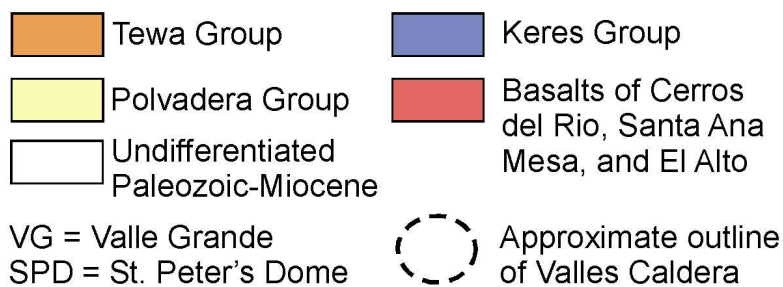 Tewa Group
Keres Group
Polvadera Group
Basalts of Cerros
del Rio, Santa Ana
Mesa, and El Alto
Undifferentiated
Paleozoic-Miocene
VG = Valle Grande
SPD = St. Peter's Dome
Approximate outline
of Valles Caldera